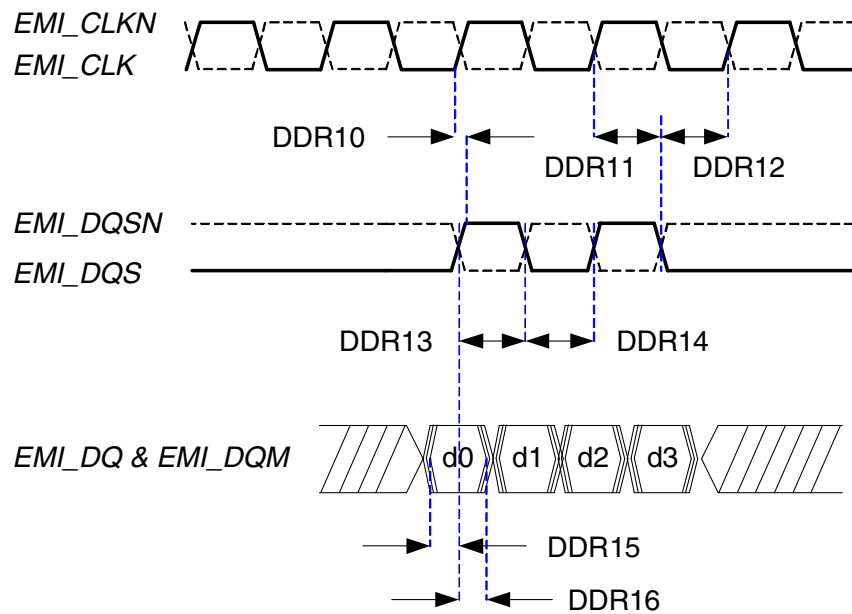 EMI_CLKN
EMI_CLK
DDR10
DDR11
DDR12
EMI_DQSN
EMI_DQS
DDR13
DDR14
EMI_DQ & EMI_DQM
d0
d1
d2
d3
DDR15
DDR16